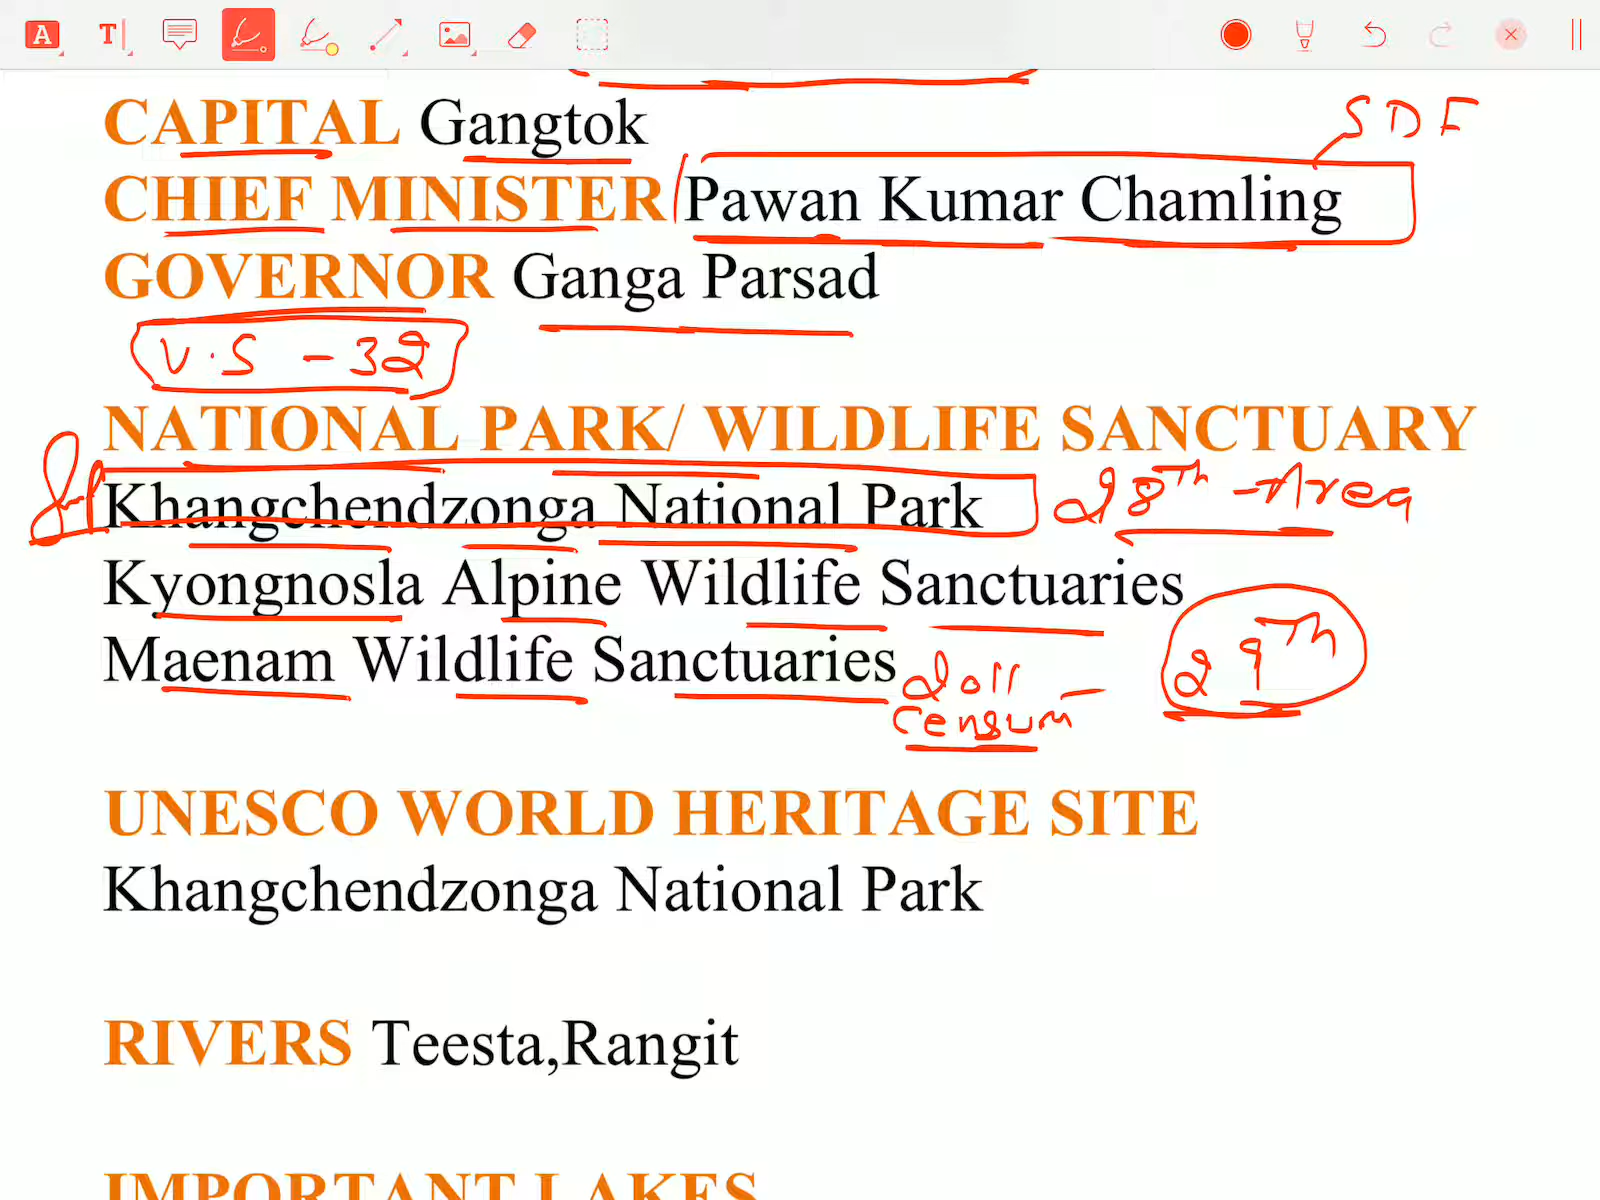 CAPITAL Gangtok
SDF
CHIEF MINISTER Pawan Kumar Chamling
GOVERNOR Ganga Parsad
V.S - 32
NATIONAL PARK/ WILDLIFE SANCTUARY
Khangchendzonga National Park 28Th - Area
Kyongnosla Alpine Wildlife Sanctuaries
Maenam Wildlife Sanctuaries 2011 - 29Th
Censum
UNESCO WORLD HERITAGE SITE
Khangchendzonga National Park
RIVERS Teesta,Rangit
IMPORTANT LAKES